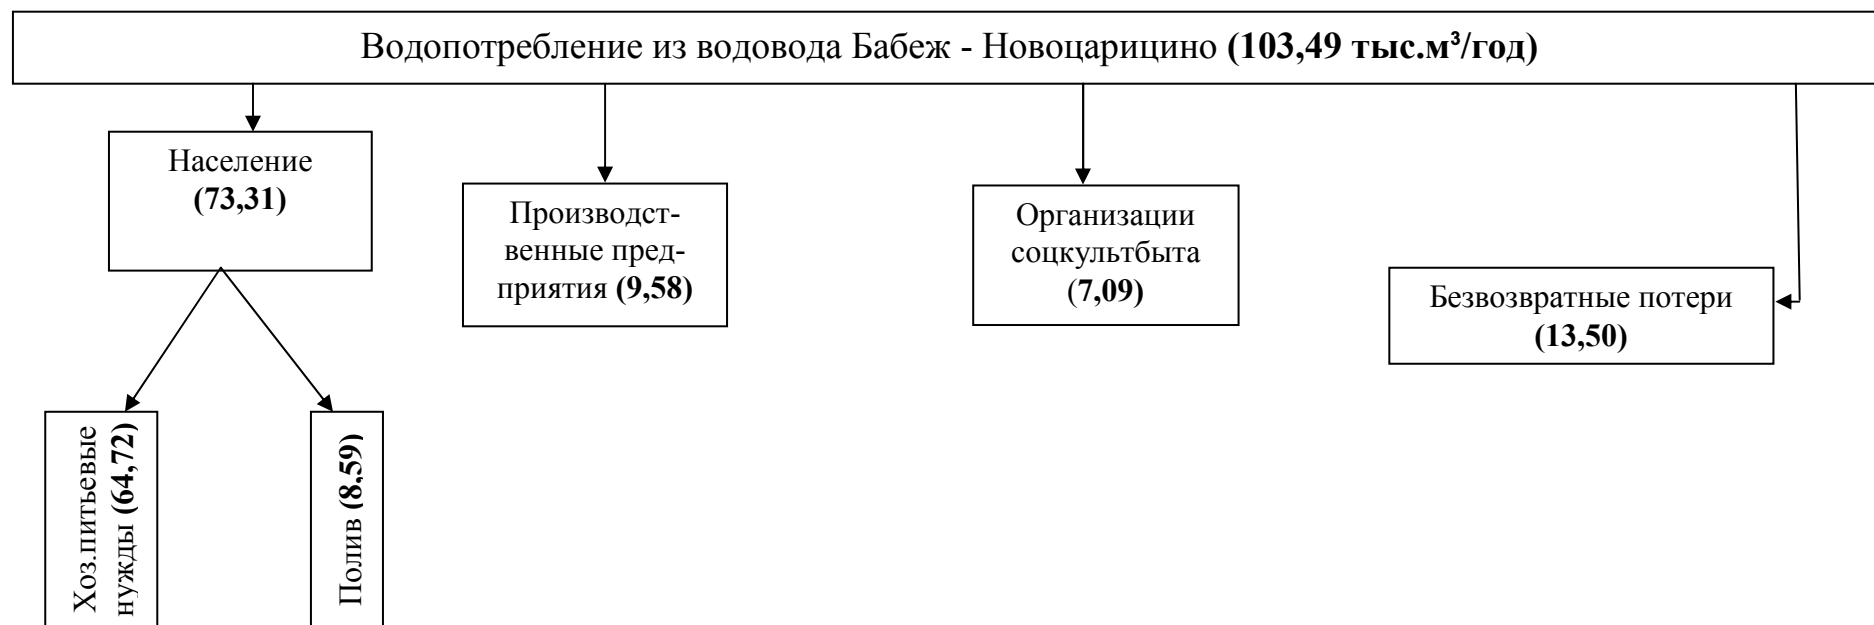 Водопотребление из водовода Бабеж - Новоцарицино (103,49 тыс.м³/год)
Население
(73,31)
Производст-
венные пред-
приятия (9,58)
Организации
соцкультбыта
(7,09)
Безвозвратные потери
(13,50)
Хоз.питьевые
нужды (64,72)
Полив (8,59)